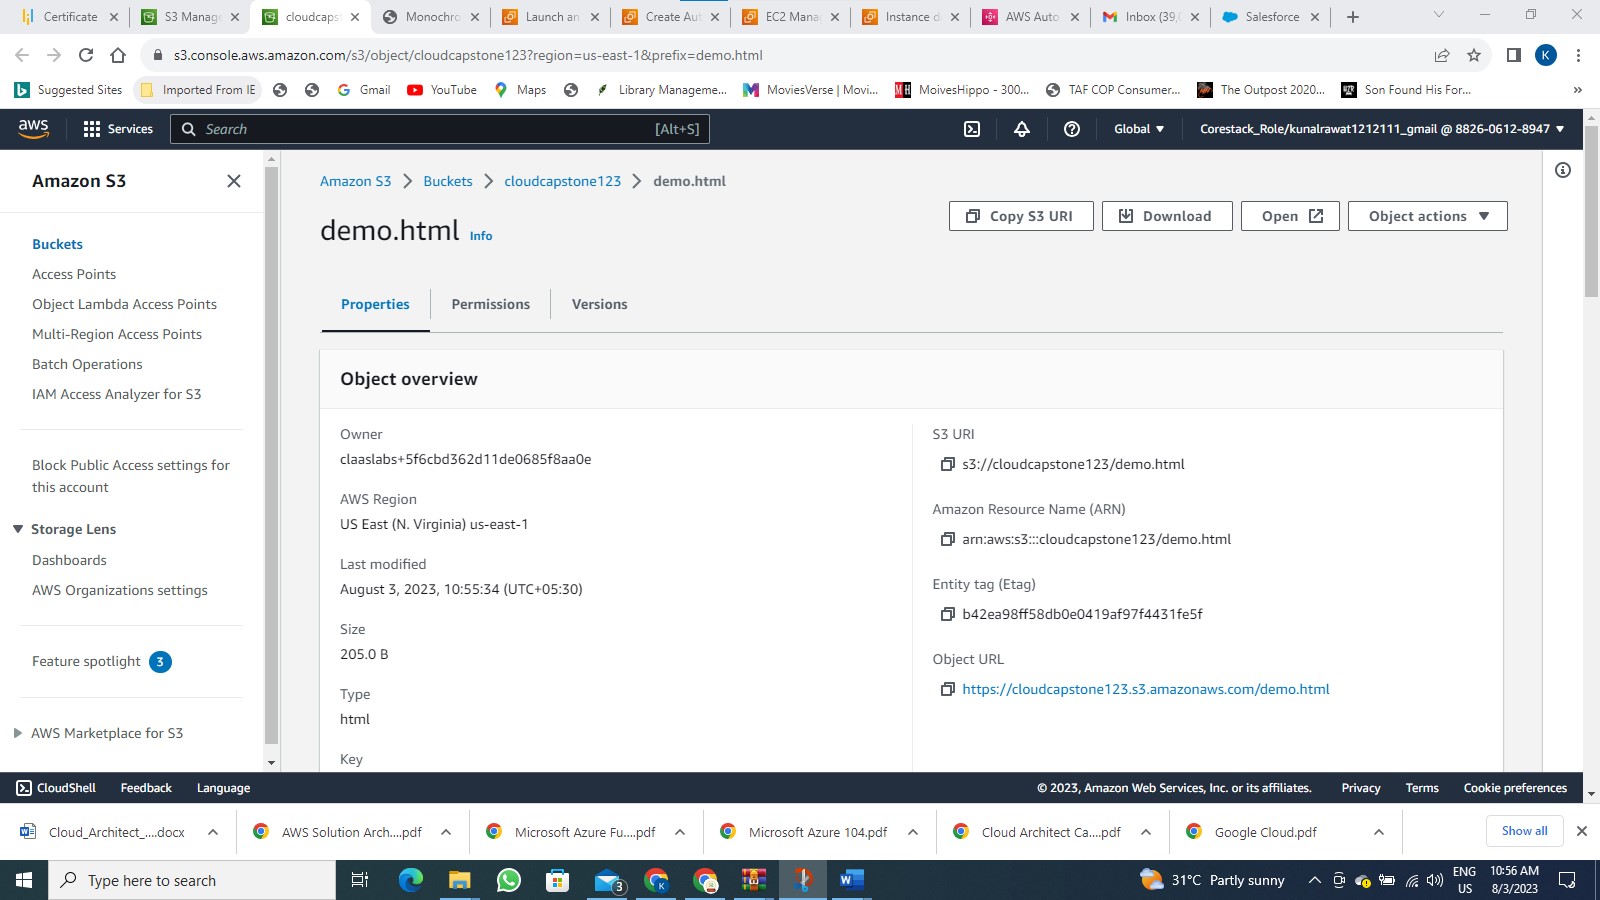 Certificate
S3 Manage
cloudcapst
Monochro
Launch an
Create Aut
EC2 Mana
Instance d
AWS Auto
Inbox (39,0
Salesforce
s3.console.aws.amazon.com/s3/object/cloudcapstone123?region=us-east-1&prefix=demo.html
K
Suggested Sites
Imported From IE
Gmail
YouTube
Maps
Library Manageme...
MoviesVerse | Movi...
MoivesHippo - 300...
TAF COP Consumer...
The Outpost 2020...
Son Found His For...
»
aws
Services
Search
[Alt+S]
Global
Corestack_Role/kunalrawat1212111_gmail @ 8826-0612-8947
Amazon S3
Buckets
Access Points
Object Lambda Access Points
Multi-Region Access Points
Batch Operations
IAM Access Analyzer for S3
Block Public Access settings for
this account
Storage Lens
Dashboards
AWS Organizations settings
Feature spotlight 3
AWS Marketplace for S3
Amazon S3 > Buckets > cloudcapstone123 > demo.html
demo.html Info
Copy S3 URI
Download
Open
Object actions
Properties
Permissions
Versions
Object overview
Owner
claaslabs+5f6cbd362d11de0685f8aa0e
AWS Region
US East (N. Virginia) us-east-1
Last modified
August 3, 2023, 10:55:34 (UTC+05:30)
Size
205.0 B
Type
html
Key
S3 URI
s3://cloudcapstone123/demo.html
Amazon Resource Name (ARN)
arn:aws:s3:::cloudcapstone123/demo.html
Entity tag (Etag)
b42ea98ff58db0e0419af97f4431fe5f
Object URL
https://cloudcapstone123.s3.amazonaws.com/demo.html
CloudShell
Feedback
Language
© 2023, Amazon Web Services, Inc. or its affiliates.
Privacy
Terms
Cookie preferences
Cloud_Architect_....docx
AWS Solution Arch....pdf
Microsoft Azure Fu....pdf
Microsoft Azure 104.pdf
Cloud Architect Ca....pdf
Google Cloud.pdf
Show all
Type here to search
3
31°C Partly sunny
ENG
US
10:56 AM
8/3/2023